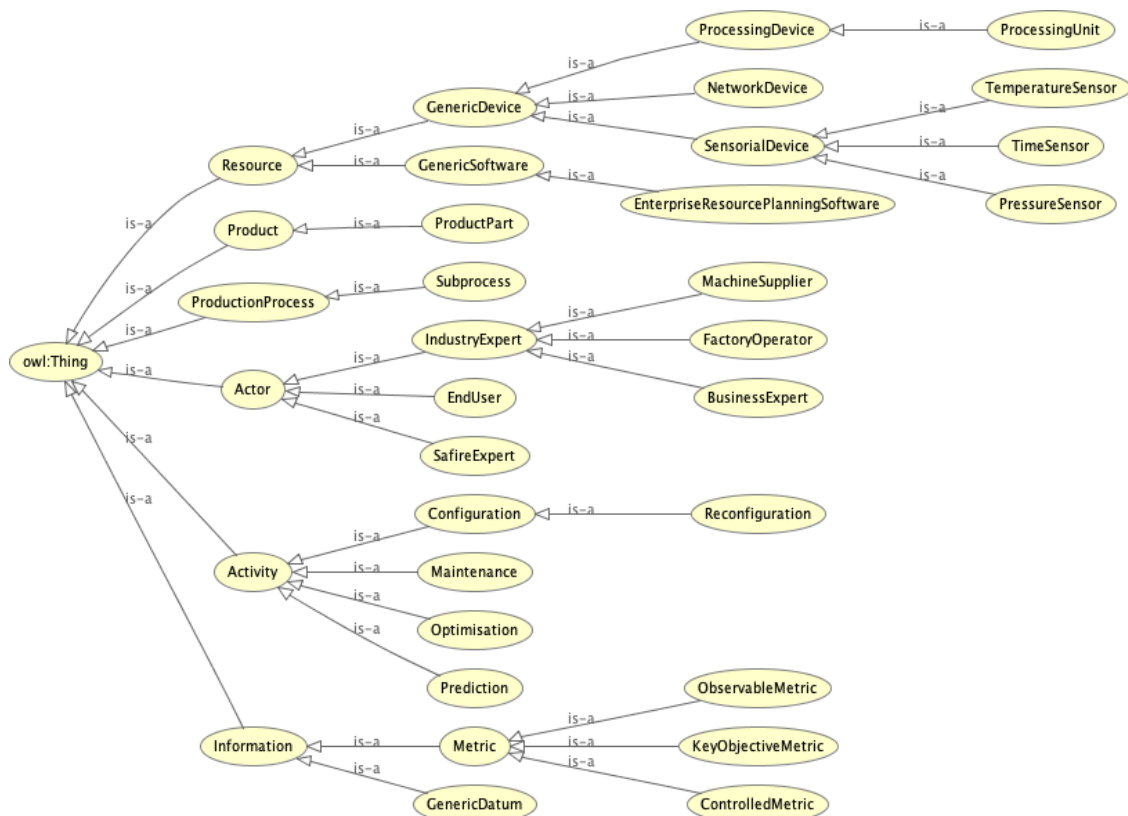 ProcessingDevice
is-a
ProcessingUnit
is-a
NetworkDevice
TemperatureSensor
GenericDevice
is-a
is-a
is-a
is-a
SensorialDevice
is-a
TimeSensor
Resource
is-a
GenericSoftware
is-a
is-a
EnterpriseResourcePlanningSoftware
PressureSensor
is-a
Product
is-a
ProductPart
is-a
Subprocess
MachineSupplier
ProductionProcess
is-a
is-a
is-a
IndustryExpert
is-a
FactoryOperator
owl:Thing
is-a
is-a
is-a
Actor
is-a
EndUser
BusinessExpert
is-a
is-a
SafireExpert
is-a
Configuration
is-a
Reconfiguration
is-a
Activity
is-a
Maintenance
is-a
Optimisation
is-a
Prediction
ObservableMetric
is-a
Information
is-a
Metric
is-a
KeyObjectiveMetric
is-a
is-a
GenericDatum
ControlledMetric